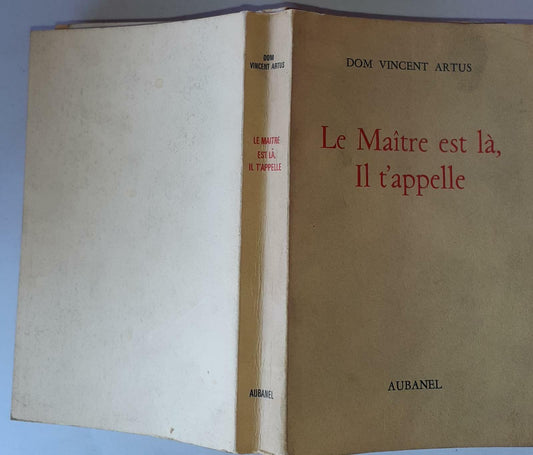 DOM
VINCENT ARTUS
LE MAITRE
EST LÀ,
IL T'APPELLE
AUBANEL
DOM VINCENT ARTUS
Le Maître est là,
Il t'appelle
AUBANEL